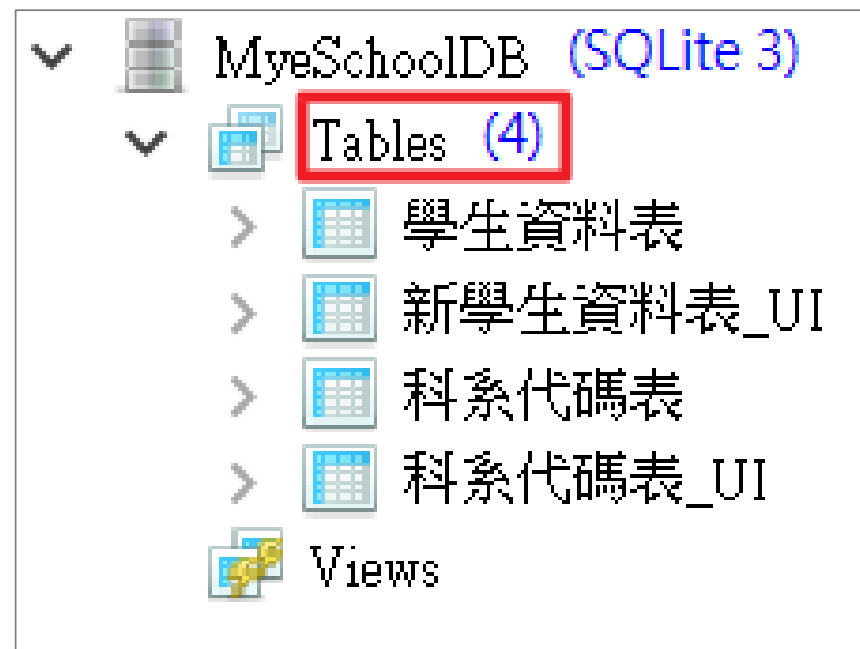 MyeSchoolDB (SQLite 3)
Tables (4)
學生資料表
新學生資料表_UI
科系代碼表
科系代碼表_UI
Views